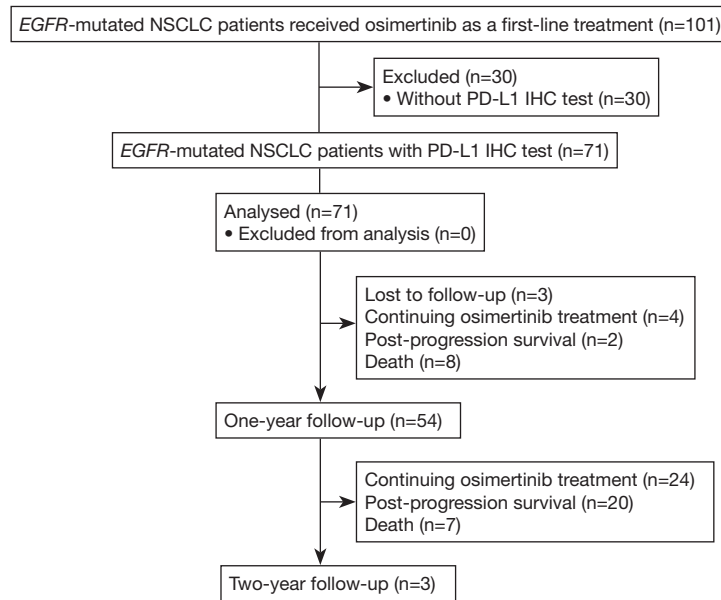 EGFR-mutated NSCLC patients received osimertinib as a first-line treatment (n=101)
Excluded (n=30)
• Without PD-L1 IHC test (n=30)
EGFR-mutated NSCLC patients with PD-L1 IHC test (n=71)
Analysed (n=71)
• Excluded from analysis (n=0)
Lost to follow-up (n=3)
Continuing osimertinib treatment (n=4)
Post-progression survival (n=2)
Death (n=8)
One-year follow-up (n=54)
Continuing osimertinib treatment (n=24)
Post-progression survival (n=20)
Death (n=7)
Two-year follow-up (n=3)